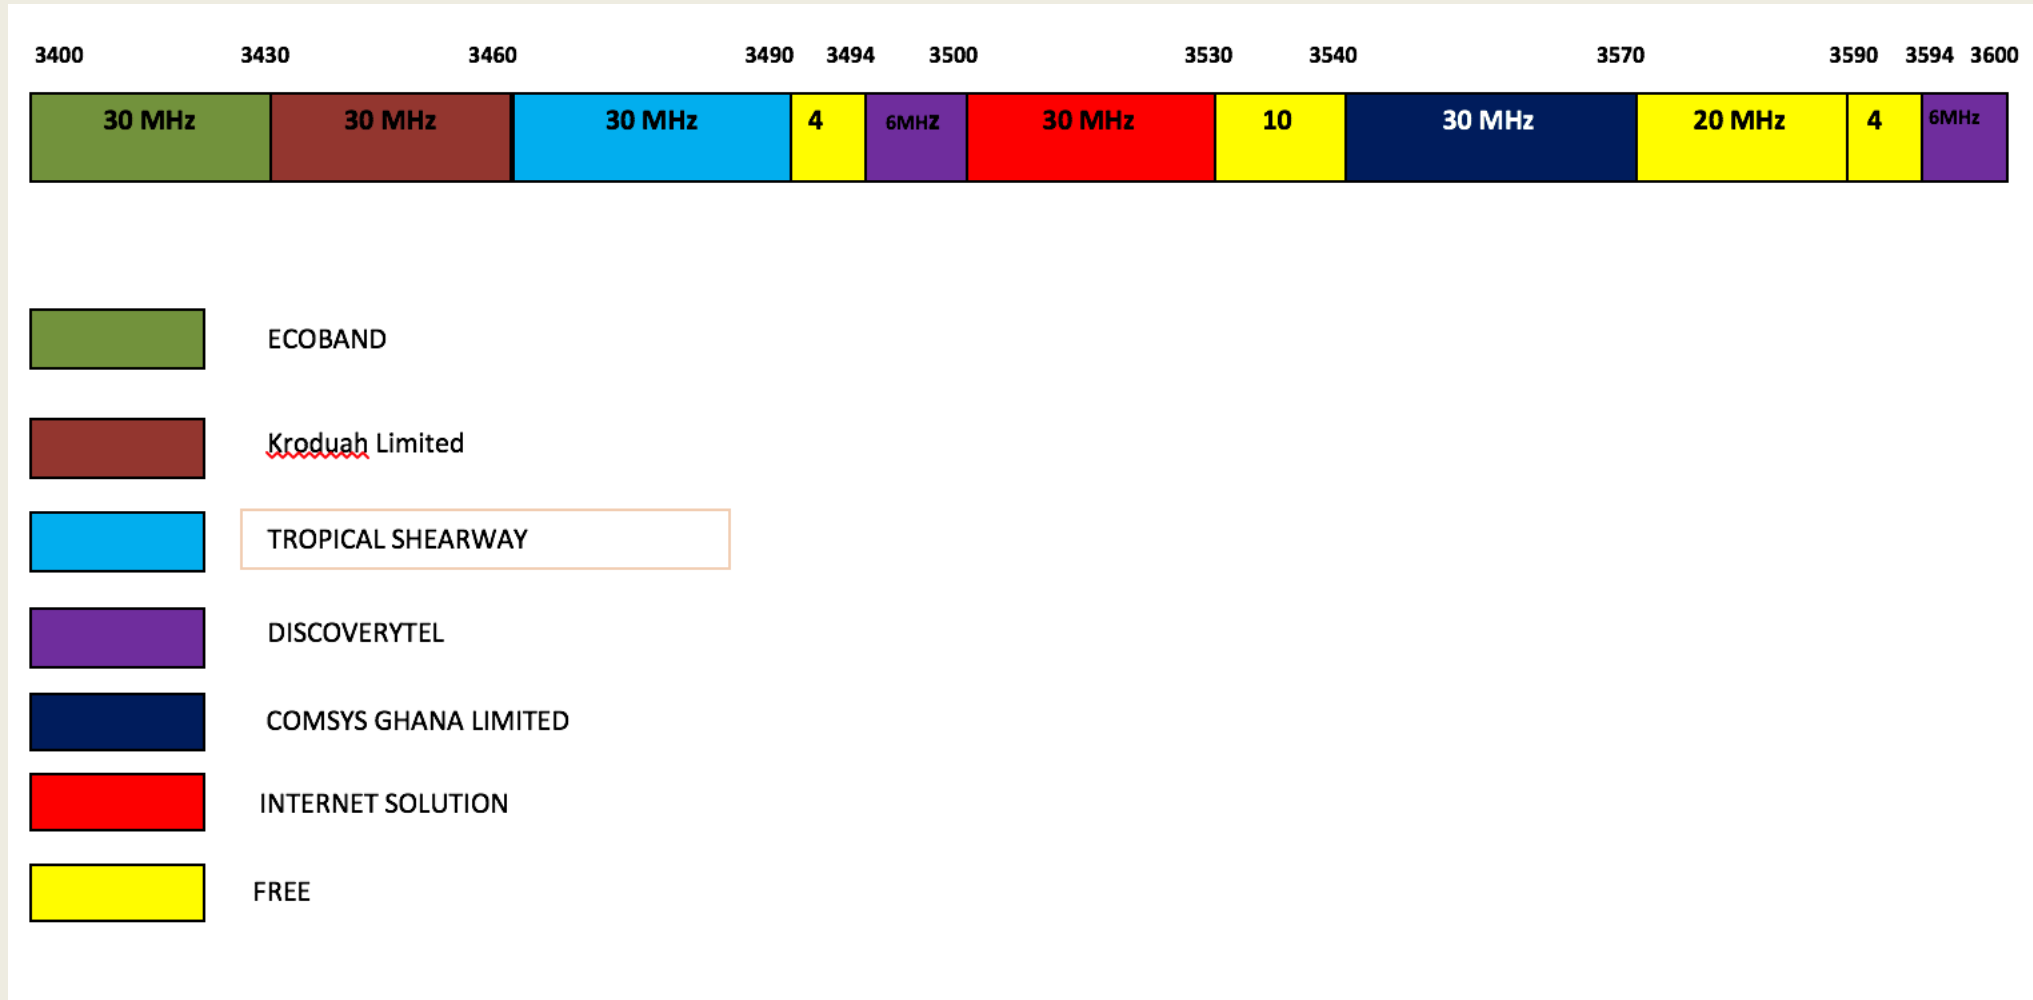 3400 3430 3460 3490 3494 3500 3530 3540 3570 3590 3594 3600
30 MHz 30 MHz 30 MHz 4 6MHZ 30 MHz 10 30 MHz 20 MHz 4 6MHz
ECOBAND
Kroduah Limited
TROPICAL SHEARWAY
DISCOVERYTEL
COMSYS GHANA LIMITED
INTERNET SOLUTION
FREE